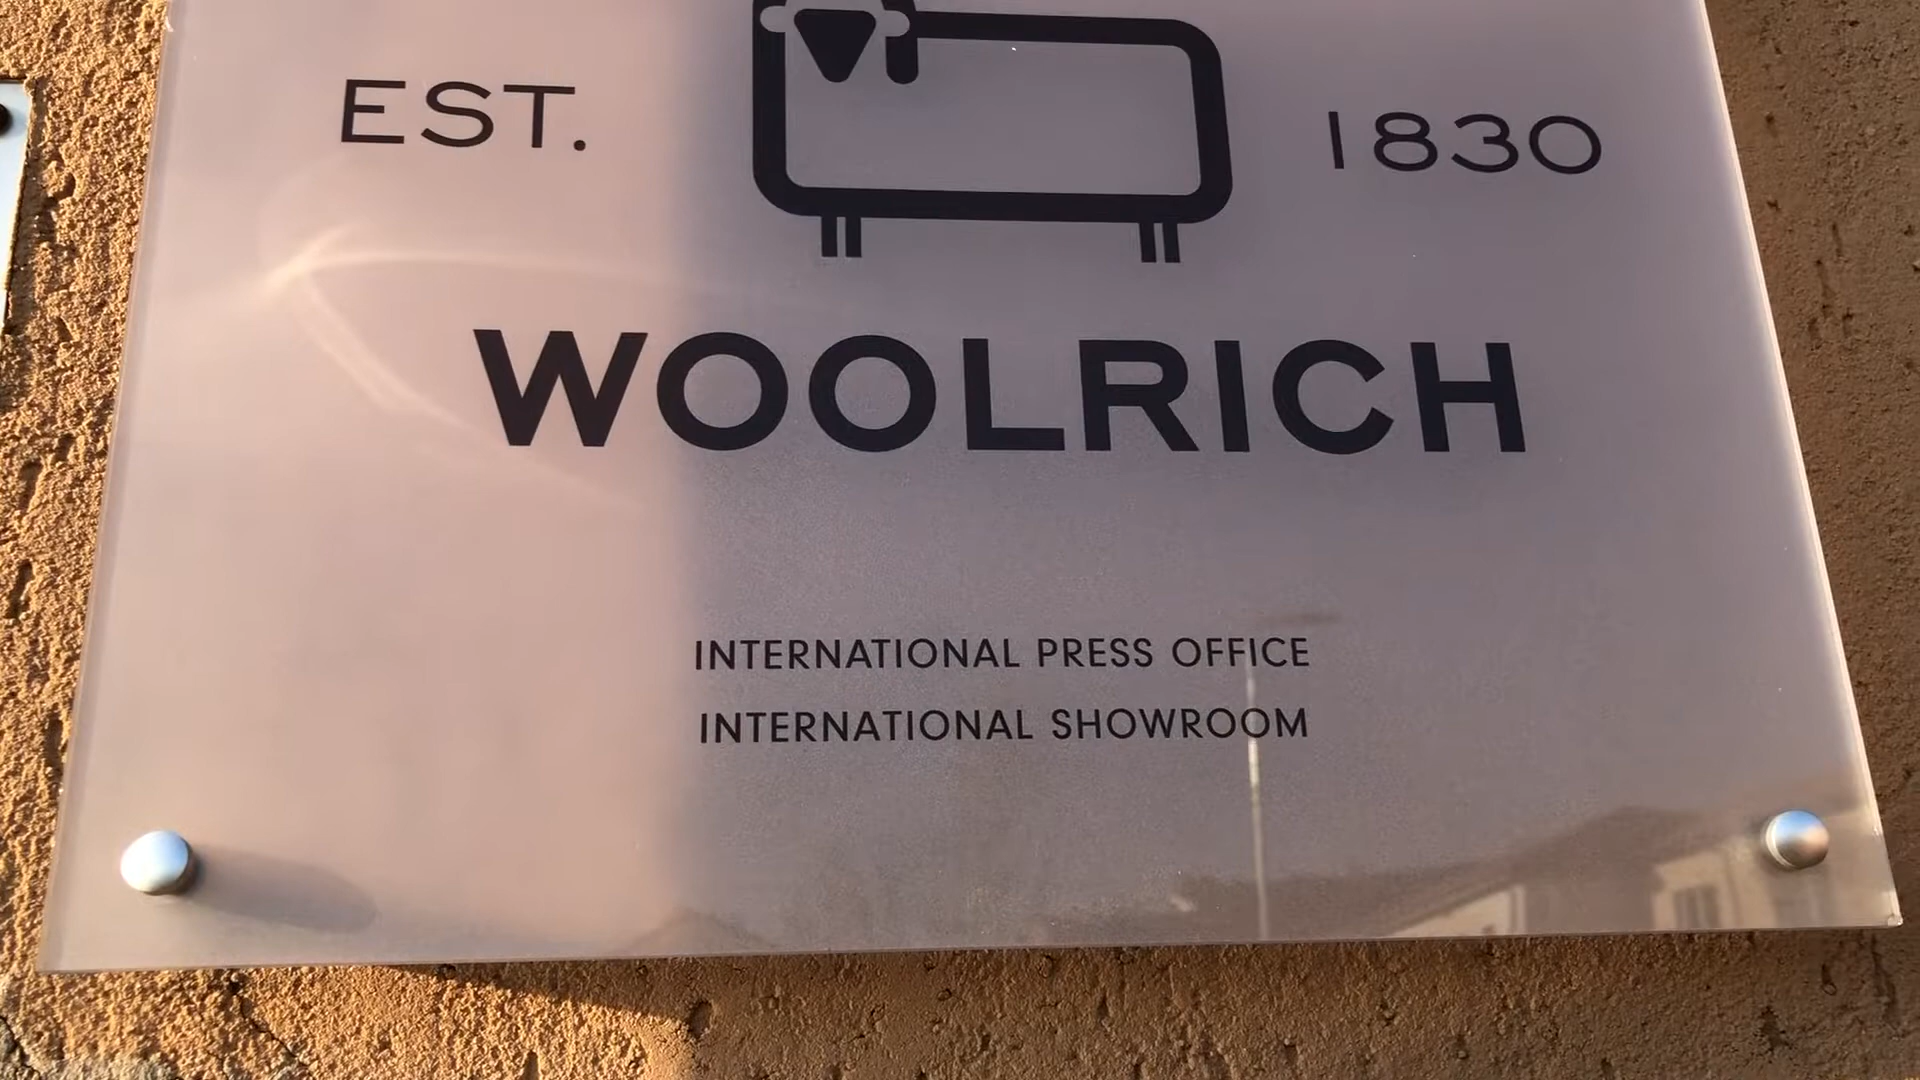 EST. 1830
WOOLRICH
INTERNATIONAL PRESS OFFICE
INTERNATIONAL SHOWROOM